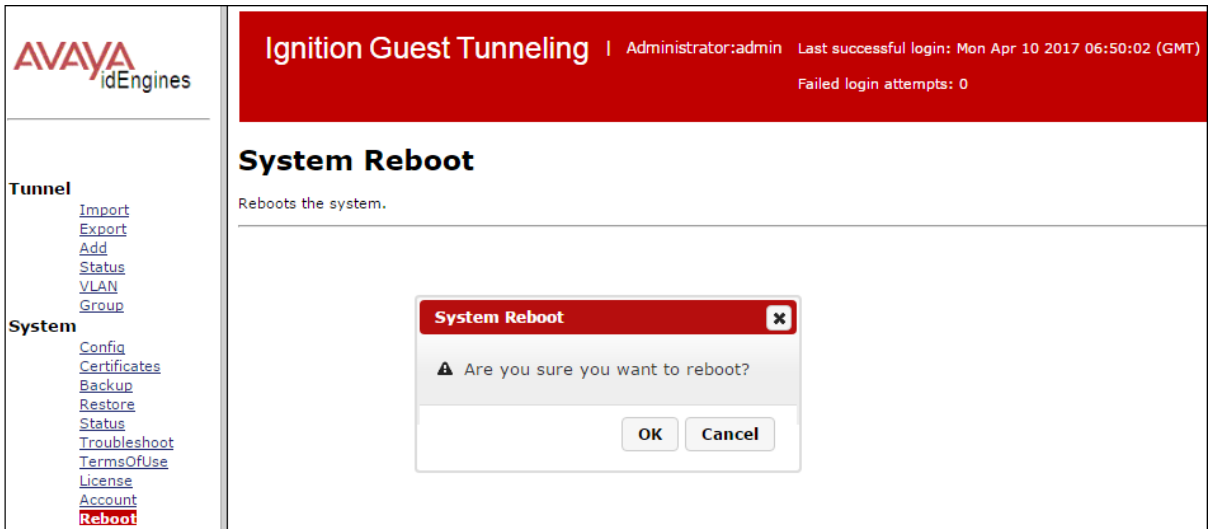 AVAYA
idEngines
Ignition Guest Tunneling | Administrator:admin Last successful login: Mon Apr 10 2017 06:50:02 (GMT)
Failed login attempts: 0
Tunnel
Import
Export
Add
Status
VLAN
Group
System
Config
Certificates
Backup
Restore
Status
Troubleshoot
TermsOfUse
License
Account
Reboot
System Reboot
Reboots the system.
System Reboot
Are you sure you want to reboot?
OK Cancel